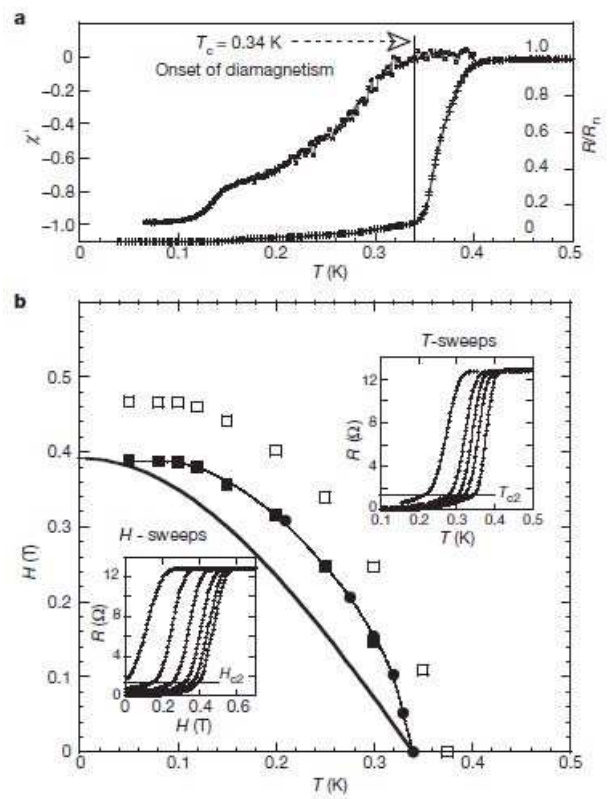 a
T_c = 0.34 K
Onset of diamagnetism
χ'
0
−0.2
−0.4
−0.6
−0.8
−1.0
1.0
0.8
0.6
0.4
0.2
0
R/Rn
0 0.1 0.2 0.3 0.4 0.5
T (K)
b
T-sweeps
12
8
4
0
R (Ω)
T_c2
0.1 0.2 0.3 0.4 0.5
T (K)
0.5
0.4
0.3
0.2
0.1
0
H (T)
H - sweeps
12
8
4
0
R (Ω)
H_c2
0 0.2 0.4 0.6
H (T)
0 0.1 0.2 0.3 0.4 0.5
T (K)